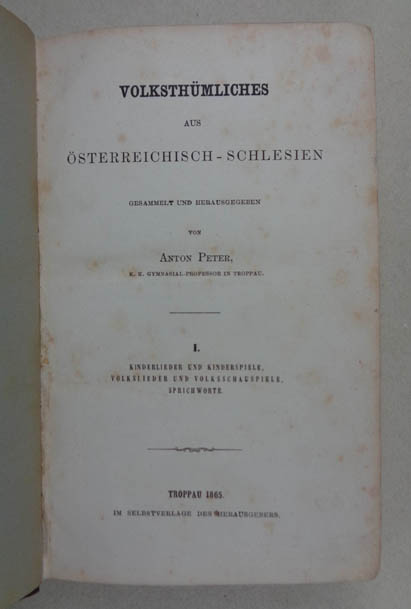 VOLKSTHÜMLICHES
AUS
ÖSTERREICHISCH-SCHLESIEN
GESAMMELT UND HERAUSGEGEBEN
VON
ANTON PETER,
K. K. GYMNASIAL-PROFESSOR IN TROPPAU.
I.
KINDERLIEDER UND KINDERSPIELE,
VOLKSLIEDER UND VOLKSSCHAUSPIELE,
SPRICHWORTE.
TROPPAU 1865.
IM SELBSTVERLAGE DES HERAUSGEBERS.